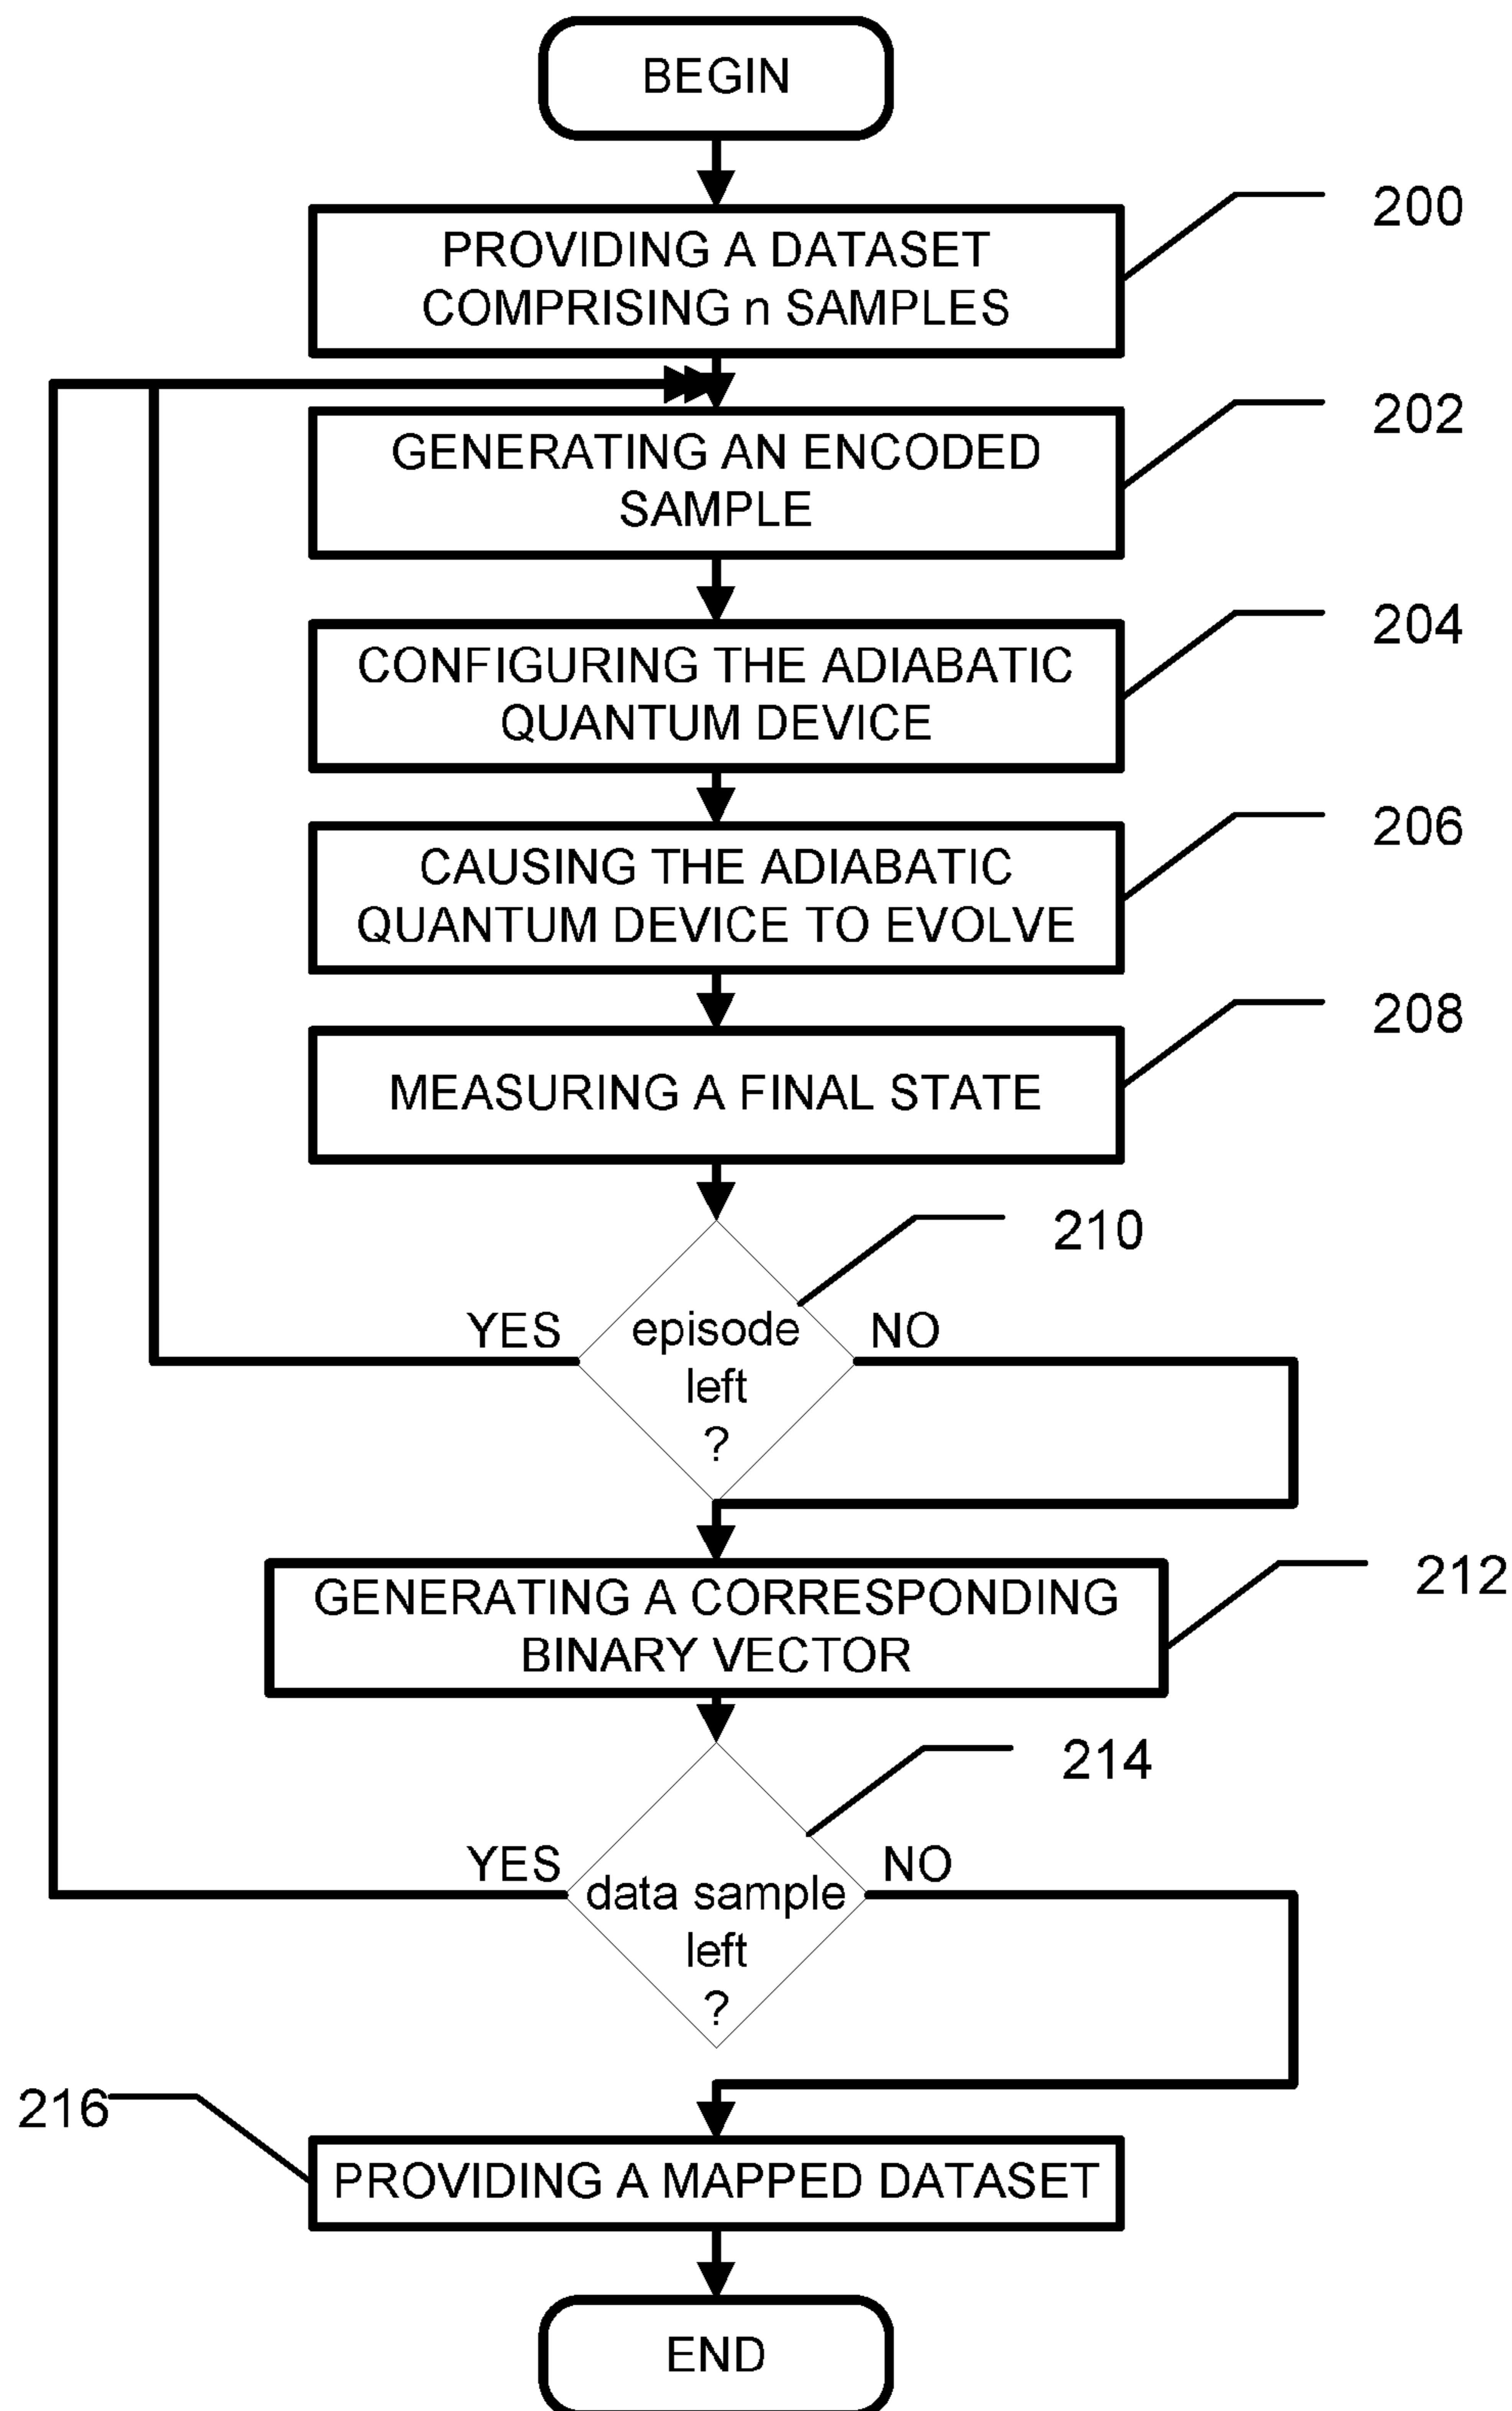 BEGIN
200
PROVIDING A DATASET
COMPRISING n SAMPLES
202
GENERATING AN ENCODED
SAMPLE
204
CONFIGURING THE ADIABATIC
QUANTUM DEVICE
206
CAUSING THE ADIABATIC
QUANTUM DEVICE TO EVOLVE
208
MEASURING A FINAL STATE
210
YES
episode
left
?
NO
212
GENERATING A CORRESPONDING
BINARY VECTOR
214
YES
data sample
left
?
NO
216
PROVIDING A MAPPED DATASET
END